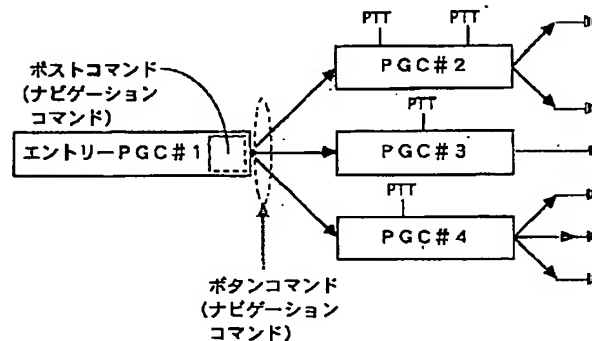 PTT PTT
PGC#2
ポストコマンド
(ナビゲーション
コマンド)
PTT
エントリーPGC#1
PGC#3
PTT
PGC#4
ボタンコマンド
(ナビゲーション
コマンド)